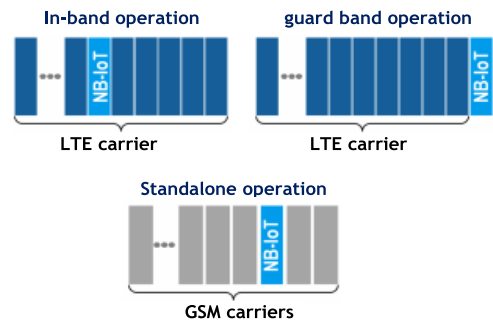 In-band operation
guard band operation
NB-IoT
NB-IoT
LTE carrier
LTE carrier
Standalone operation
NB-IoT
GSM carriers